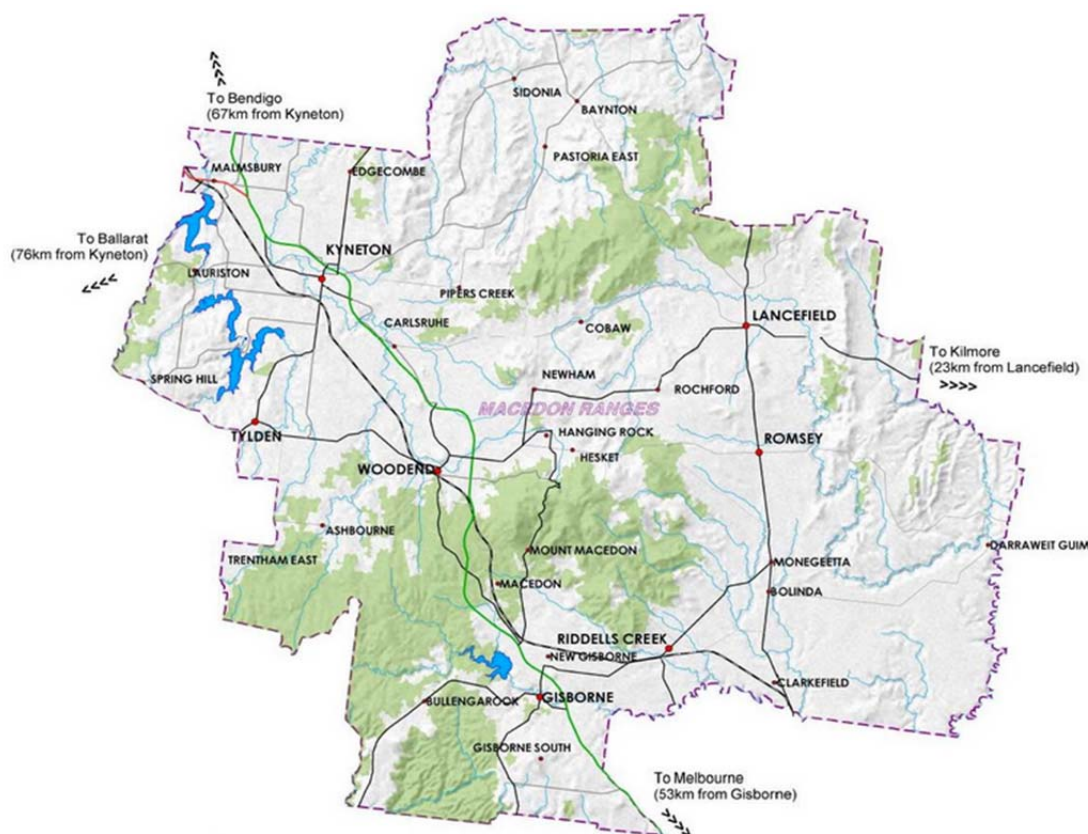 To Bendigo
(67km from Kyneton)
SIDONIA
BAYNTON
PASTORIA EAST
MALMSBURY
EDGECOMBE
To Ballarat
(76km from Kyneton)
KYNETON
LAURISTON
PIPERS CREEK
CARLSRUHE
COBAW
LANCEFIELD
To Kilmore
(23km from Lancefield)
SPRING HILL
NEWHAM
ROCHFORD
MACEDON RANGES
TYLDEN
HANGING ROCK
ROMSEY
HESKET
WOODEND
ASHBOURNE
TRENTHAM EAST
MOUNT MACEDON
DARRAWEIT GUIM
MONEGEETTA
MACEDON
BOLINDA
RIDDELLS CREEK
NEW GISBORNE
CLARKEFIELD
BULLENGAROOK
GISBORNE
GISBORNE SOUTH
To Melbourne
(53km from Gisborne)